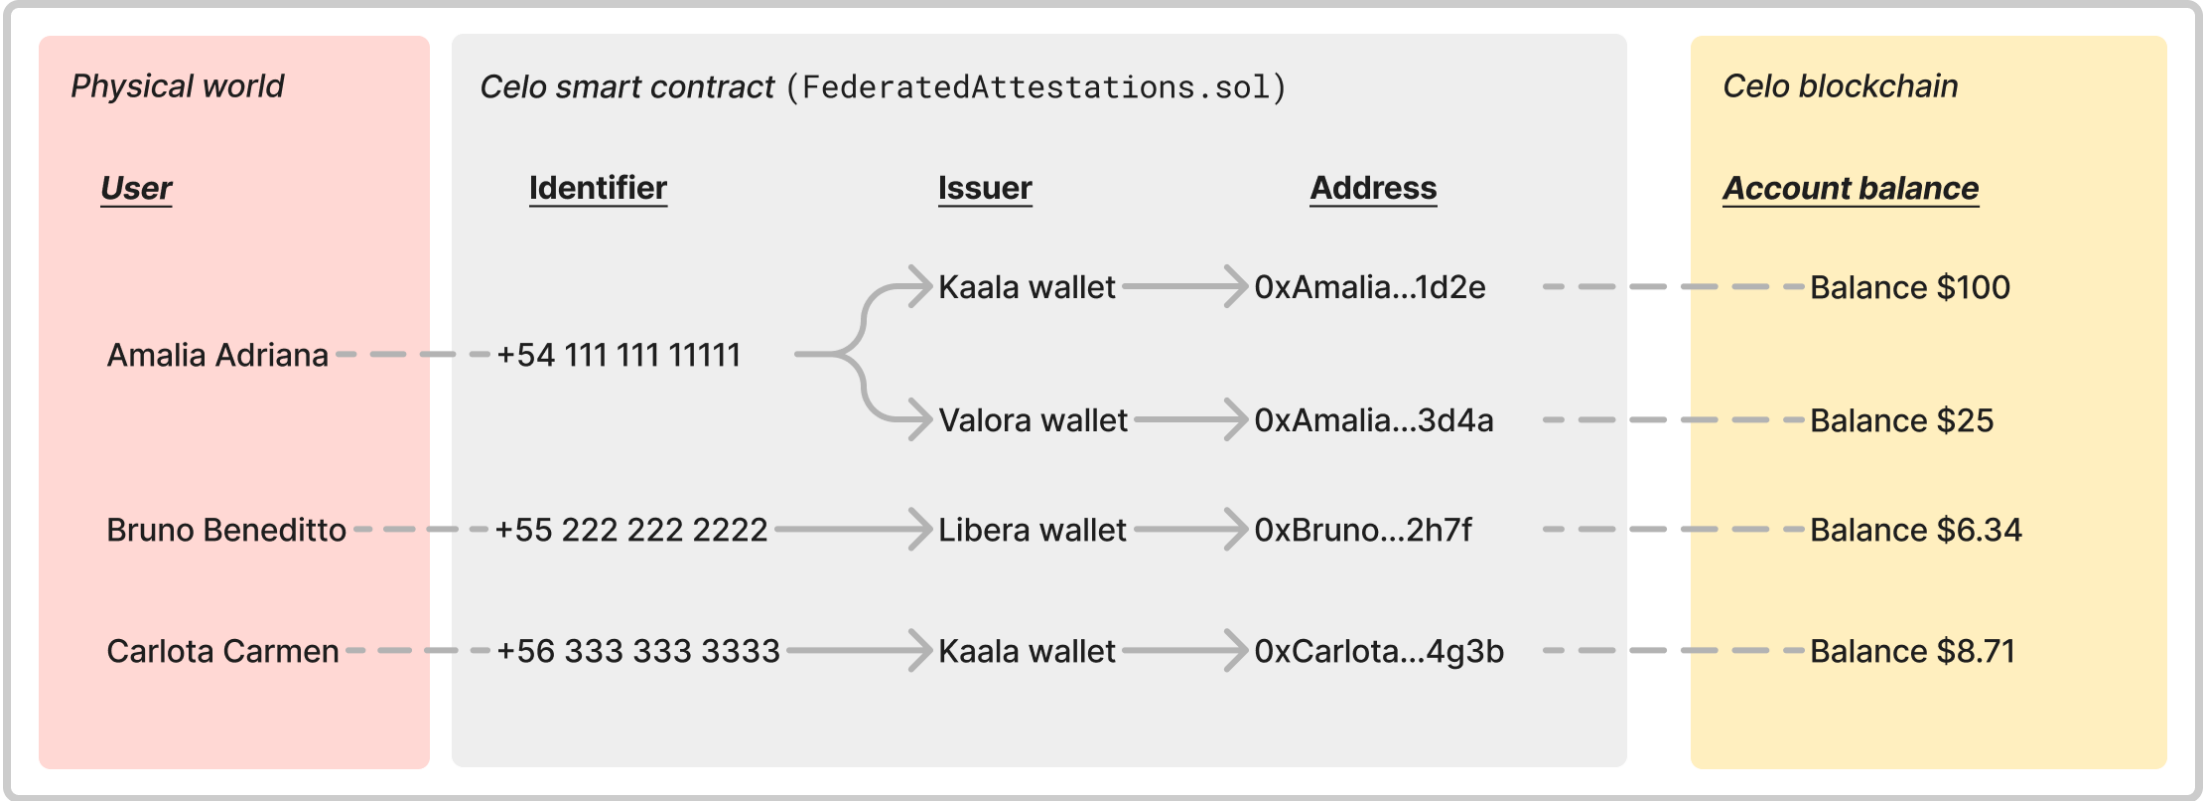 Physical world
Celo smart contract (FederatedAttestations.sol)
Celo blockchain
User
Identifier
Issuer
Address
Account balance
Amalia Adriana
+54 111 111 11111
Kaala wallet
0xAmalia...1d2e
Balance $100
Valora wallet
0xAmalia...3d4a
Balance $25
Bruno Beneditto
+55 222 222 2222
Libera wallet
0xBruno...2h7f
Balance $6.34
Carlota Carmen
+56 333 333 3333
Kaala wallet
0xCarlota...4g3b
Balance $8.71